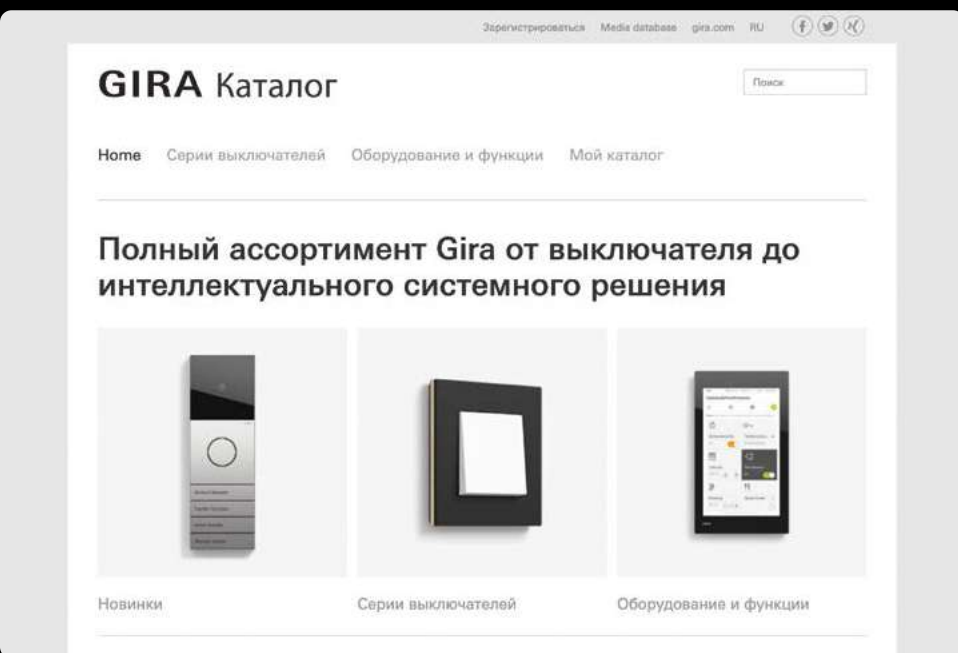 Зарегистрироваться Media database gira.com RU
GIRA Каталог
Поиск
Home Серии выключателей Оборудование и функции Мой каталог
Полный ассортимент Gira от выключателя до
интеллектуального системного решения
Новинки Серии выключателей Оборудование и функции